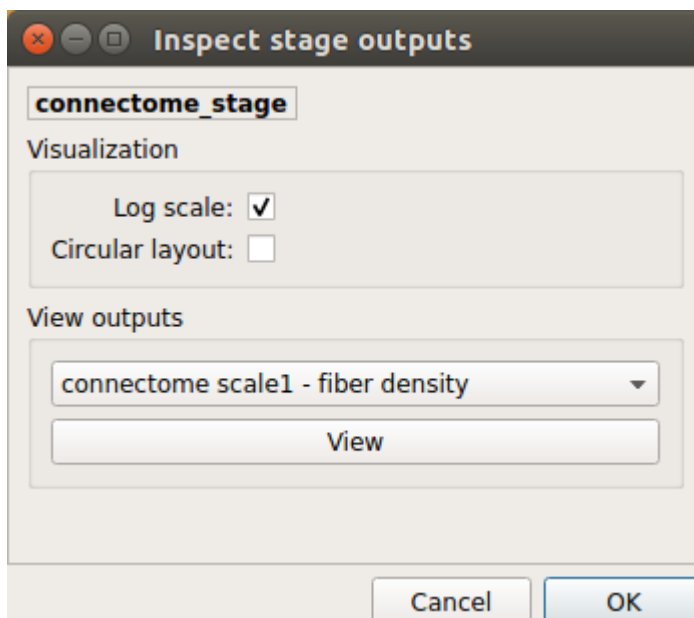 Inspect stage outputs
connectome_stage
Visualization
Log scale:
Circular layout:
View outputs
connectome scale1 - fiber density
View
Cancel OK